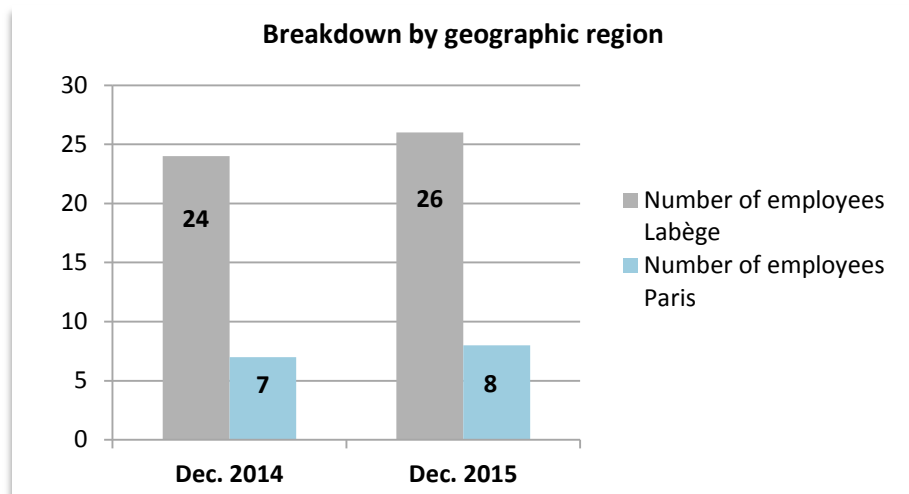 Breakdown by geographic region
30
25
20
15
10
5
0
24
7
26
8
Dec. 2014
Dec. 2015
Number of employees
Labège
Number of employees
Paris